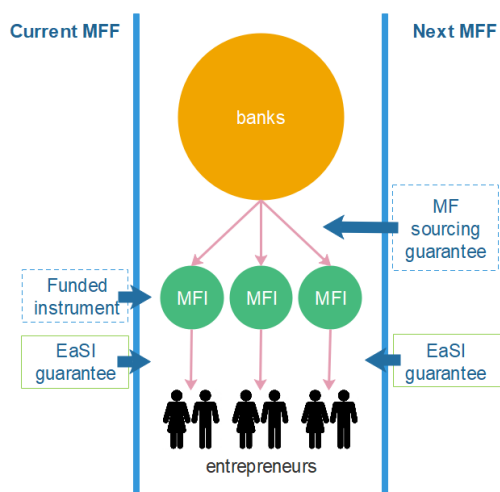 Current MFF
Next MFF
banks
MF
sourcing
guarantee
Funded
instrument
MFI
MFI
MFI
EaSI
guarantee
EaSI
guarantee
entrepreneurs